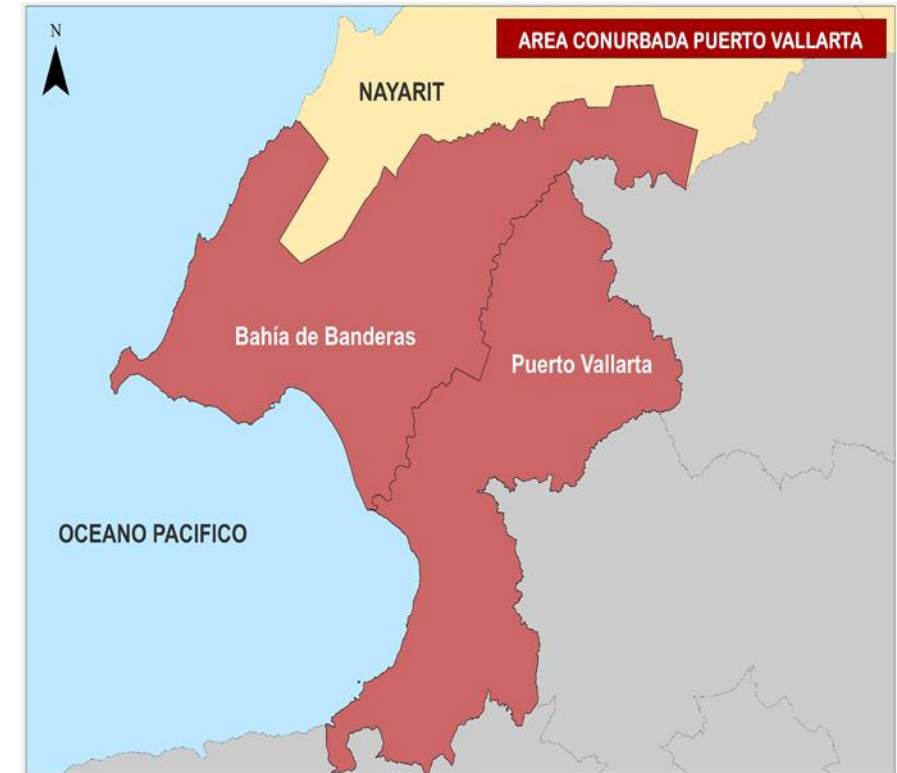 N
AREA CONURBADA PUERTO VALLARTA
NAYARIT
Bahía de Banderas
Puerto Vallarta
OCEANO PACIFICO